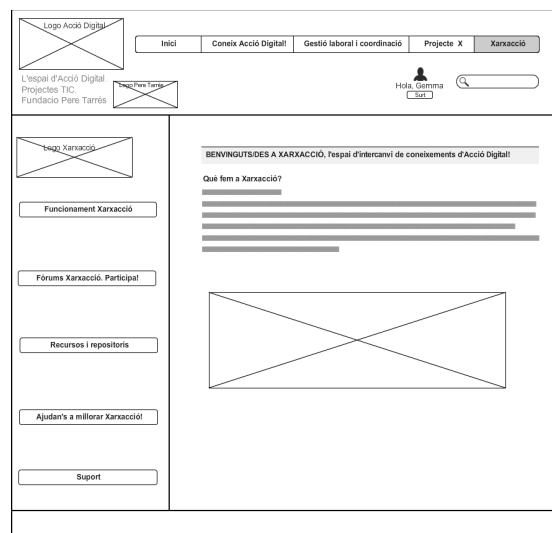 Logo Acció Digital
Inici
Coneix Acció Digital!
Gestió laboral i coordinació
Projecte X
Xarxacció
L'espai d'Acció Digital.
Projectes TIC.
Fundacio Pere Tarrés
Logo Pere Tarrés
Hola, Gemma
Surt
Logo Xarxacció
Funcionament Xarxacció
Fòrums Xarxacció. Participa!
Recursos i repositoris
Ajudan's a millorar Xarxacció!
Suport
BENVINGUTS/DES A XARXACCIÓ, l'espai d'intercanvi de coneixements d'Acció Digital!
Què fem a Xarxacció?